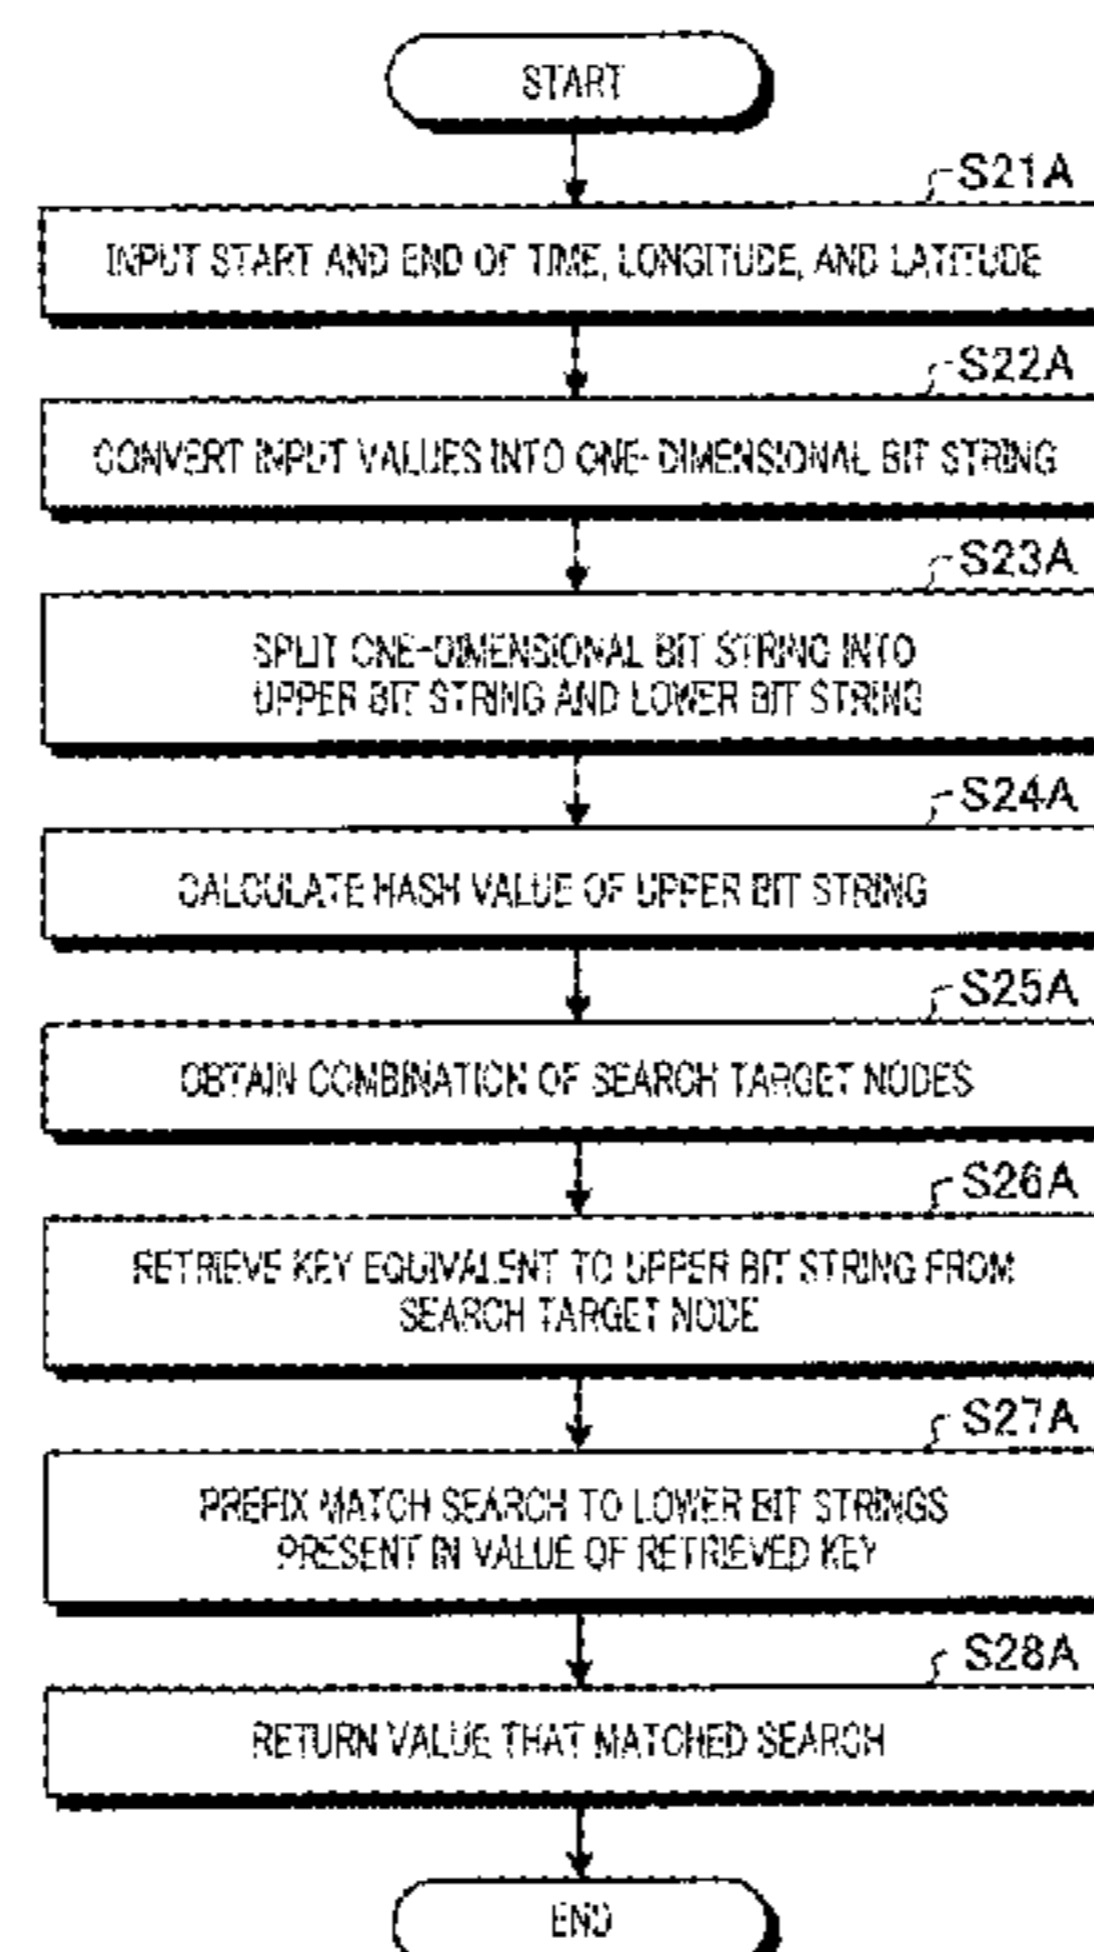 START
S21A
INPUT START AND END OF TIME, LONGITUDE, AND LATITUDE
S22A
CONVERT INPUT VALUES INTO ONE-DIMENSIONAL BIT STRING
S23A
SPLIT ONE-DIMENSIONAL BIT STRING INTO
UPPER BIT STRING AND LOWER BIT STRING
S24A
CALCULATE HASH VALUE OF UPPER BIT STRING
S25A
OBTAIN COMBINATION OF SEARCH TARGET NODES
S26A
RETRIEVE KEY EQUIVALENT TO UPPER BIT STRING FROM
SEARCH TARGET NODE
S27A
PREFIX MATCH SEARCH TO LOWER BIT STRINGS
PRESENT IN VALUE OF RETRIEVED KEY
S28A
RETURN VALUE THAT MATCHED SEARCH
END